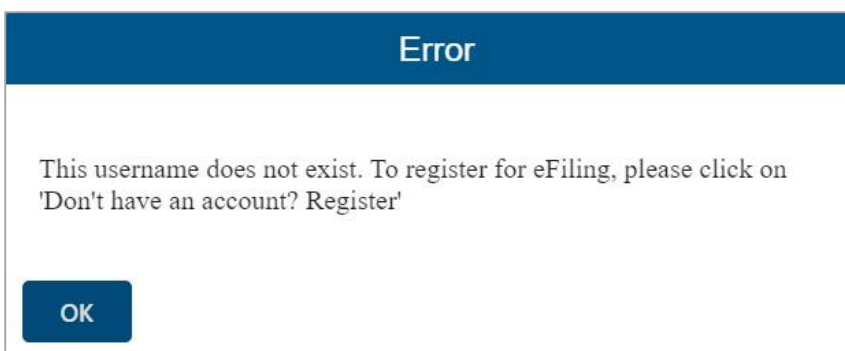 Error
This username does not exist. To register for eFiling, please click on
'Don't have an account? Register'
OK